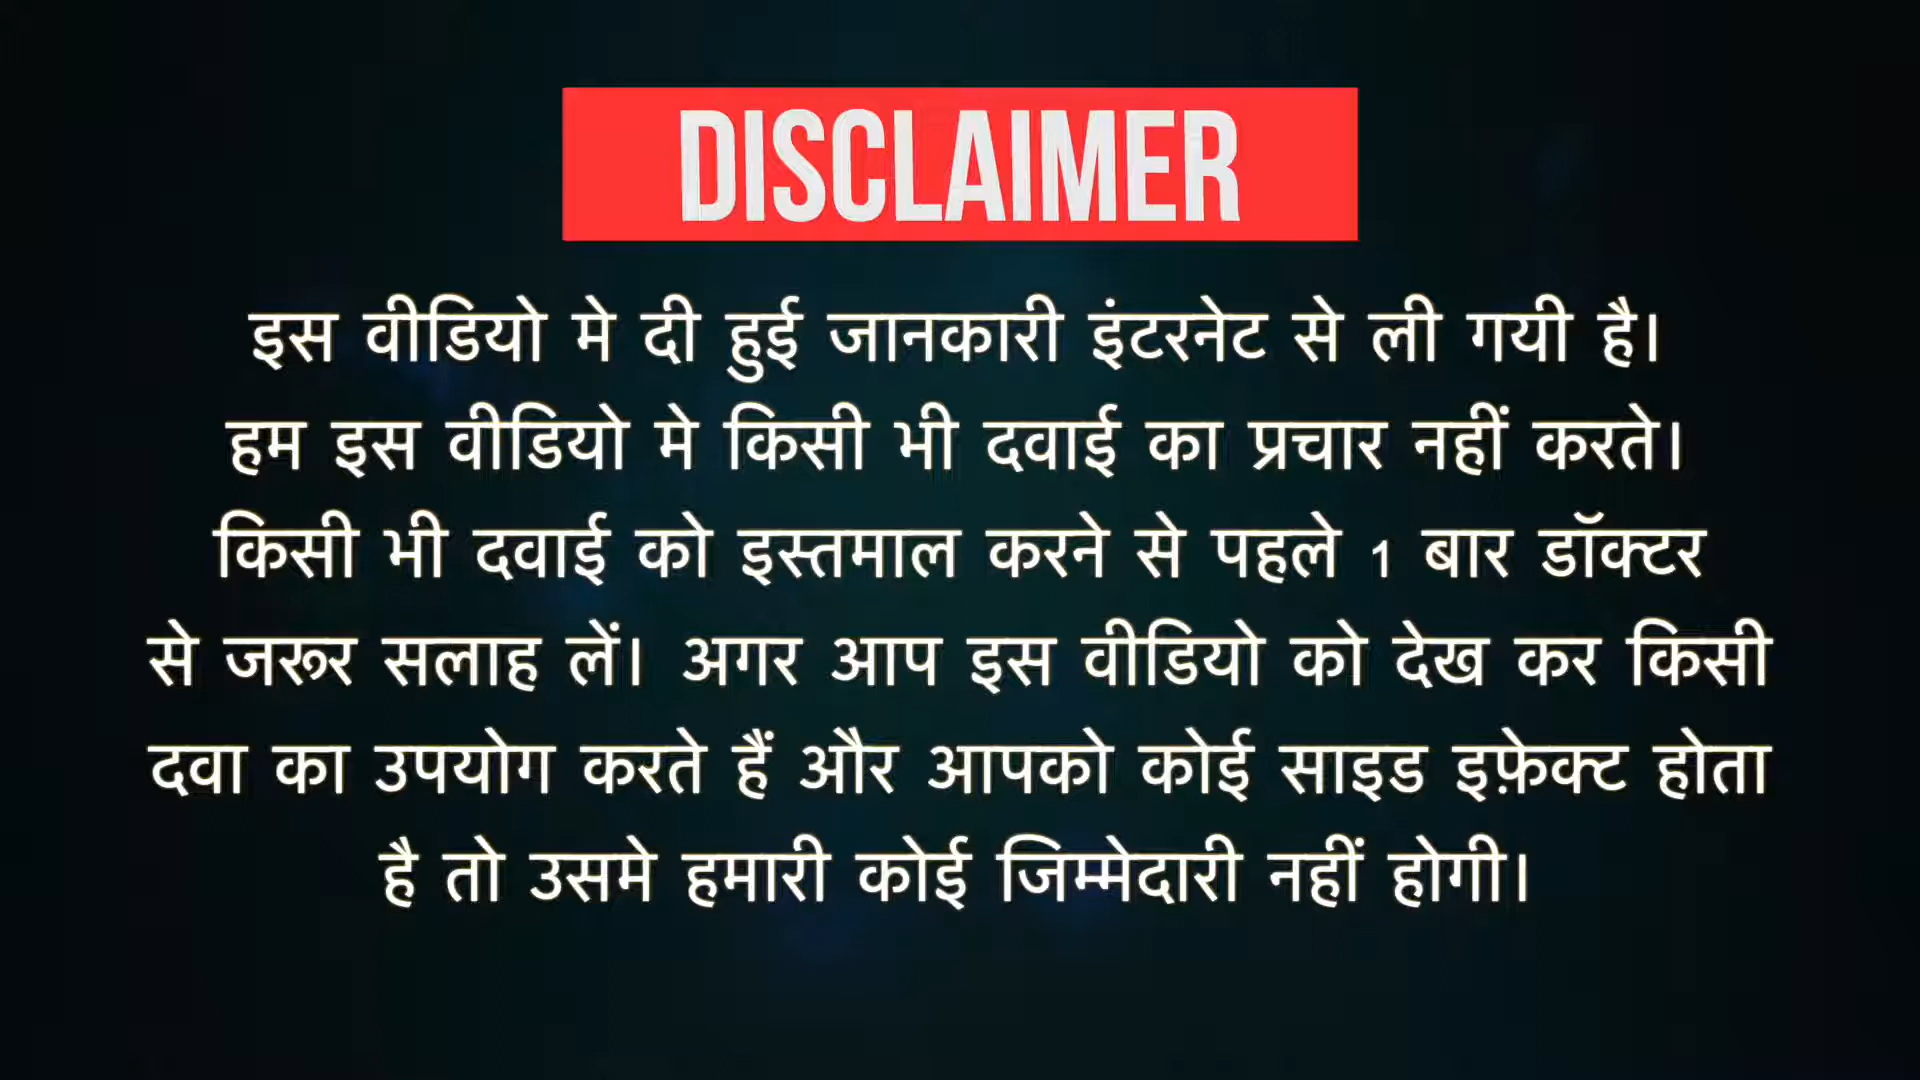 DISCLAIMER
इस वीडियो मे दी हुई जानकारी इंटरनेट से ली गयी है।
हम इस वीडियो मे किसी भी दवाई का प्रचार नहीं करते।
किसी भी दवाई को इस्तमाल करने से पहले 1 बार डॉक्टर
से जरूर सलाह लें। अगर आप इस वीडियो को देख कर किसी
दवा का उपयोग करते हैं और आपको कोई साइड इफ़ेक्ट होता
है तो उसमे हमारी कोई जिम्मेदारी नहीं होगी।